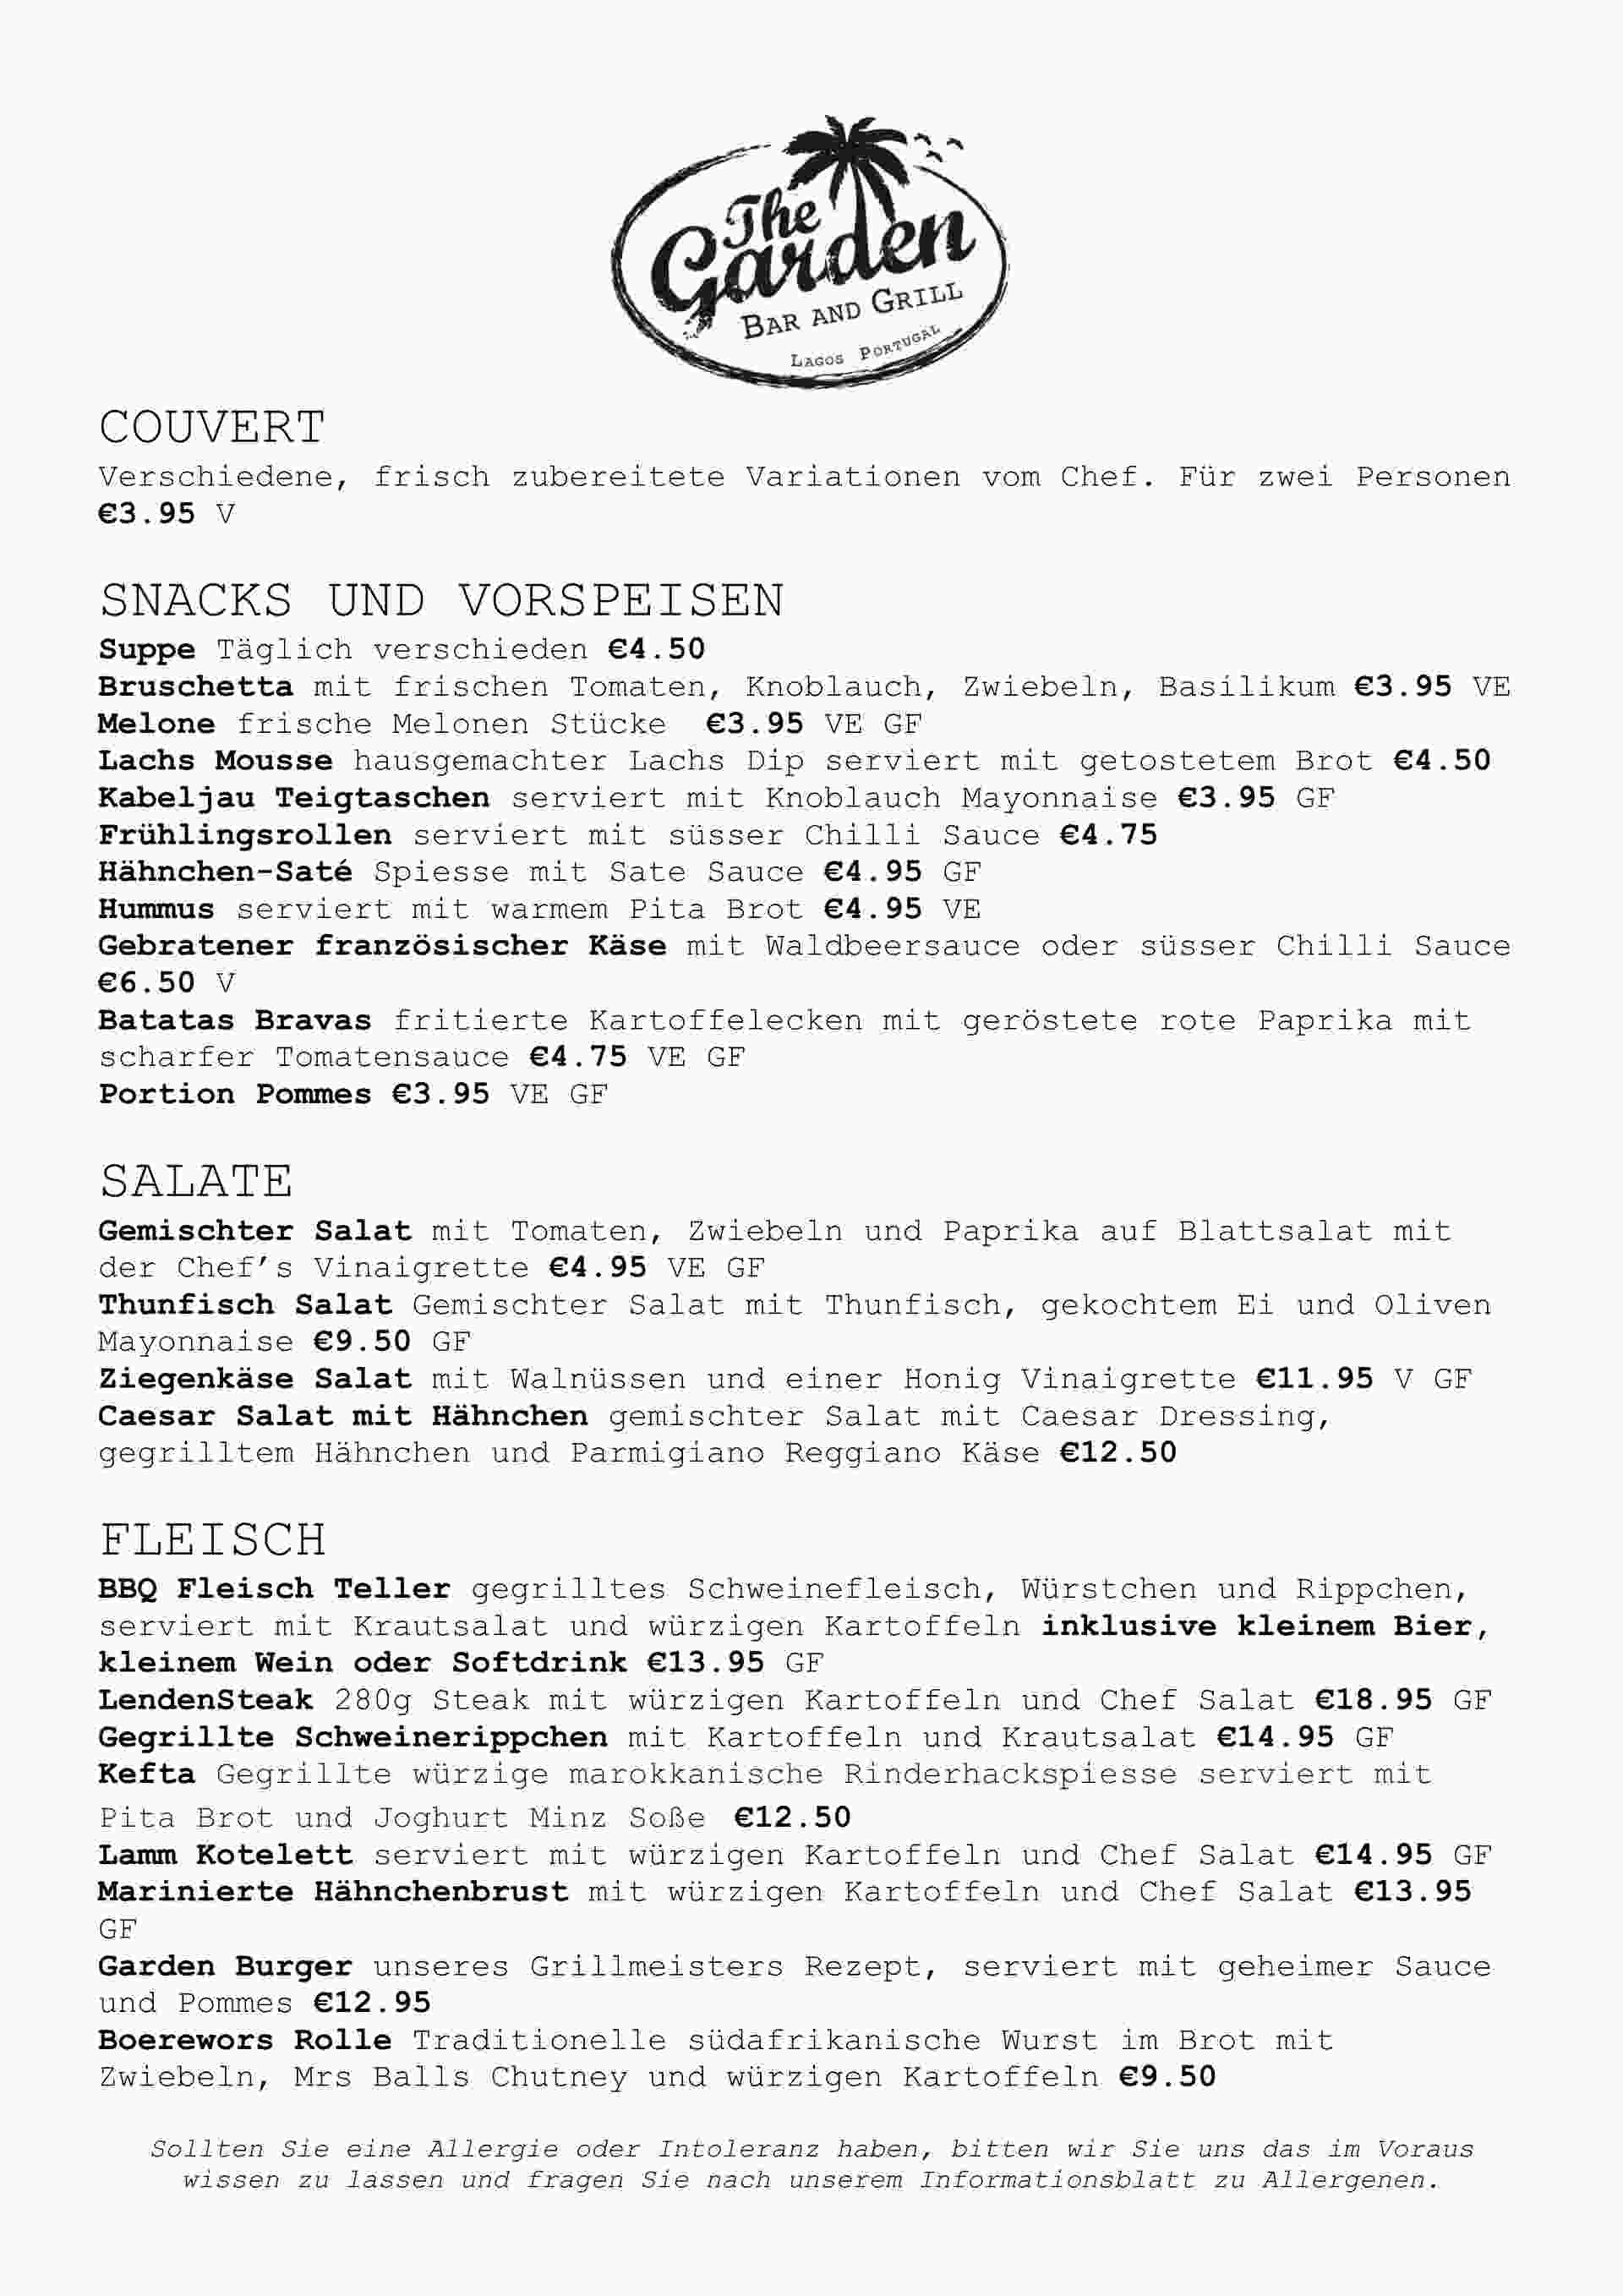 The
Garden
BAR AND GRILL
LAGOS PORTUGAL
COUVERT
Verschiedene, frisch zubereitete Variationen vom Chef. Für zwei Personen
€3.95 V
SNACKS UND VORSPEISEN
Suppe Täglich verschieden €4.50
Bruschetta mit frischen Tomaten, Knoblauch, Zwiebeln, Basilikum €3.95 VE
Melone frische Melonen Stücke €3.95 VE GF
Lachs Mousse hausgemachter Lachs Dip serviert mit getostetem Brot €4.50
Kabeljau Teigtaschen serviert mit Knoblauch Mayonnaise €3.95 GF
Frühlingsrollen serviert mit süsser Chilli Sauce €4.75
Hähnchen-Saté Spiesse mit Sate Sauce €4.95 GF
Hummus serviert mit warmem Pita Brot €4.95 VE
Gebratener französischer Käse mit Waldbeersauce oder süsser Chilli Sauce
€6.50 V
Batatas Bravas fritierte Kartoffelecken mit geröstete rote Paprika mit
scharfer Tomatensauce €4.75 VE GF
Portion Pommes €3.95 VE GF
SALATE
Gemischter Salat mit Tomaten, Zwiebeln und Paprika auf Blattsalat mit
der Chef’s Vinaigrette €4.95 VE GF
Thunfisch Salat Gemischter Salat mit Thunfisch, gekochtem Ei und Oliven
Mayonnaise €9.50 GF
Ziegenkäse Salat mit Walnüssen und einer Honig Vinaigrette €11.95 V GF
Caesar Salat mit Hähnchen gemischter Salat mit Caesar Dressing,
gegrilltem Hähnchen und Parmigiano Reggiano Käse €12.50
FLEISCH
BBQ Fleisch Teller gegrilltes Schweinefleisch, Würstchen und Rippchen,
serviert mit Krautsalat und würzigen Kartoffeln inklusive kleinem Bier,
kleinem Wein oder Softdrink €13.95 GF
LendenSteak 280g Steak mit würzigen Kartoffeln und Chef Salat €18.95 GF
Gegrillte Schweinerippchen mit Kartoffeln und Krautsalat €14.95 GF
Kefta Gegrillte würzige marokkanische Rinderhackspiesse serviert mit
Pita Brot und Joghurt Minz Soße €12.50
Lamm Kotelett serviert mit würzigen Kartoffeln und Chef Salat €14.95 GF
Marinierte Hähnchenbrust mit würzigen Kartoffeln und Chef Salat €13.95
GF
Garden Burger unseres Grillmeisters Rezept, serviert mit geheimer Sauce
und Pommes €12.95
Boerewors Rolle Traditionelle südafrikanische Wurst im Brot mit
Zwiebeln, Mrs Balls Chutney und würzigen Kartoffeln €9.50
Sollten Sie eine Allergie oder Intoleranz haben, bitten wir Sie uns das im Voraus
wissen zu lassen und fragen Sie nach unserem Informationsblatt zu Allergenen.